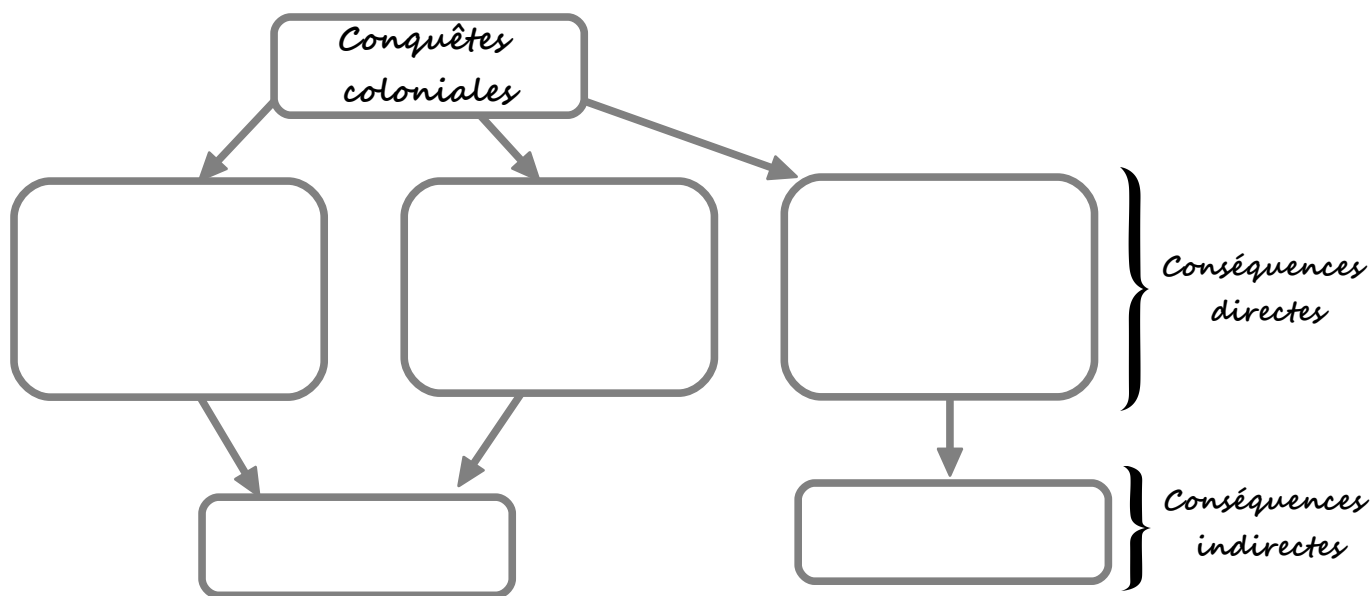 Conquêtes
coloniales
Conséquences
directes
Conséquences
indirectes